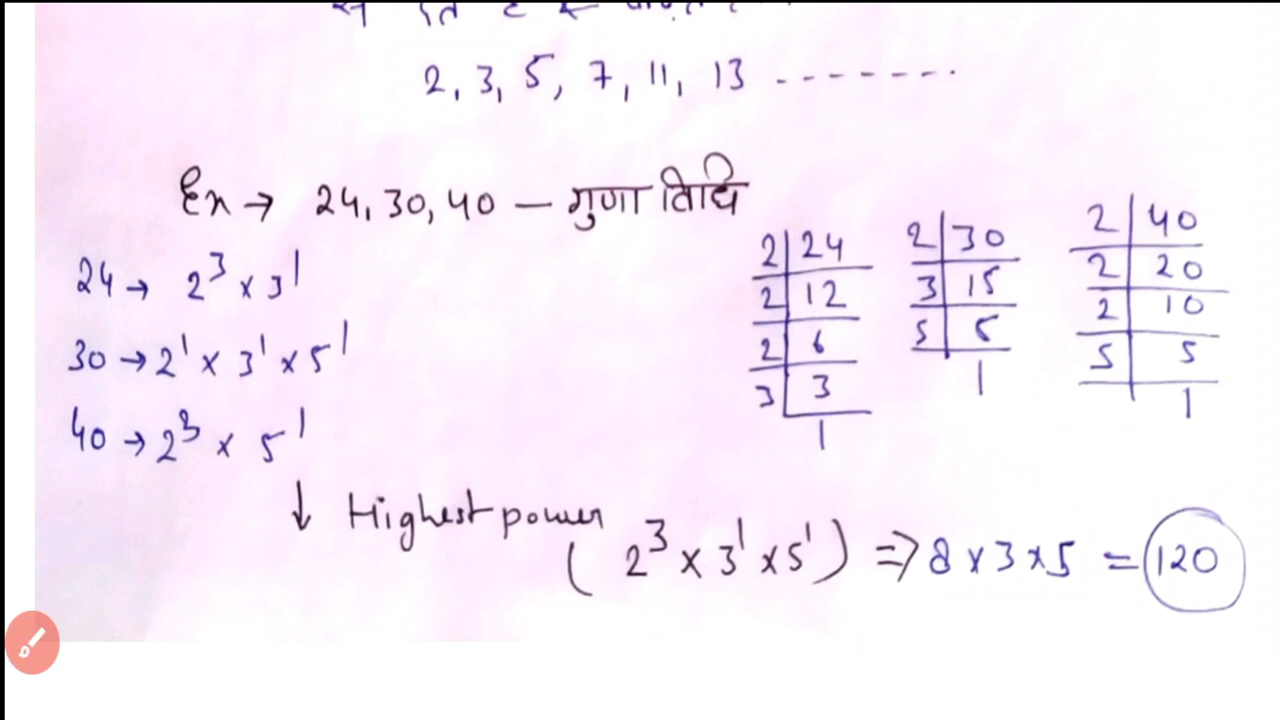 2, 3, 5, 7, 11, 13 -------.
Ex → 24, 30, 40 – गुणा विधि
24 → 2³ × 3¹
30 → 2¹ × 3¹ × 5¹
40 → 2³ × 5¹
2 | 24
2 | 12
2 | 6
3 | 3
1
2 | 30
3 | 15
5 | 5
1
2 | 40
2 | 20
2 | 10
5 | 5
1
↓ Highest power
(2³ × 3¹ × 5¹) => 8 × 3 × 5 = 120